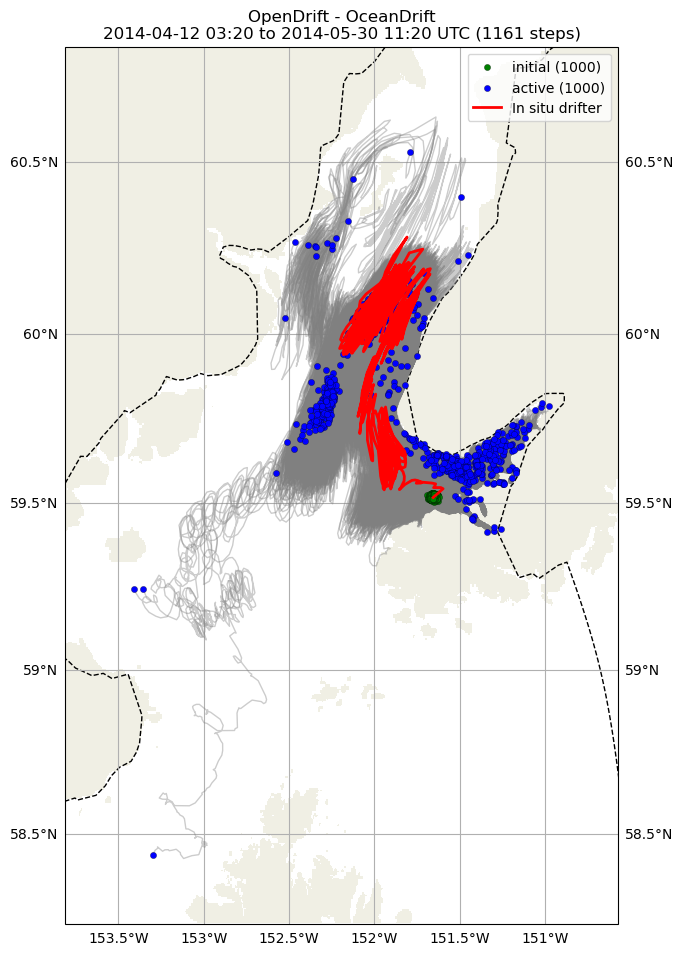 OpenDrift - OceanDrift
2014-04-12 03:20 to 2014-05-30 11:20 UTC (1161 steps)
initial (1000)
active (1000)
In situ drifter
60.5°N
60.5°N
60°N
60°N
59.5°N
59.5°N
59°N
59°N
58.5°N
58.5°N
153.5°W
153°W
152.5°W
152°W
151.5°W
151°W